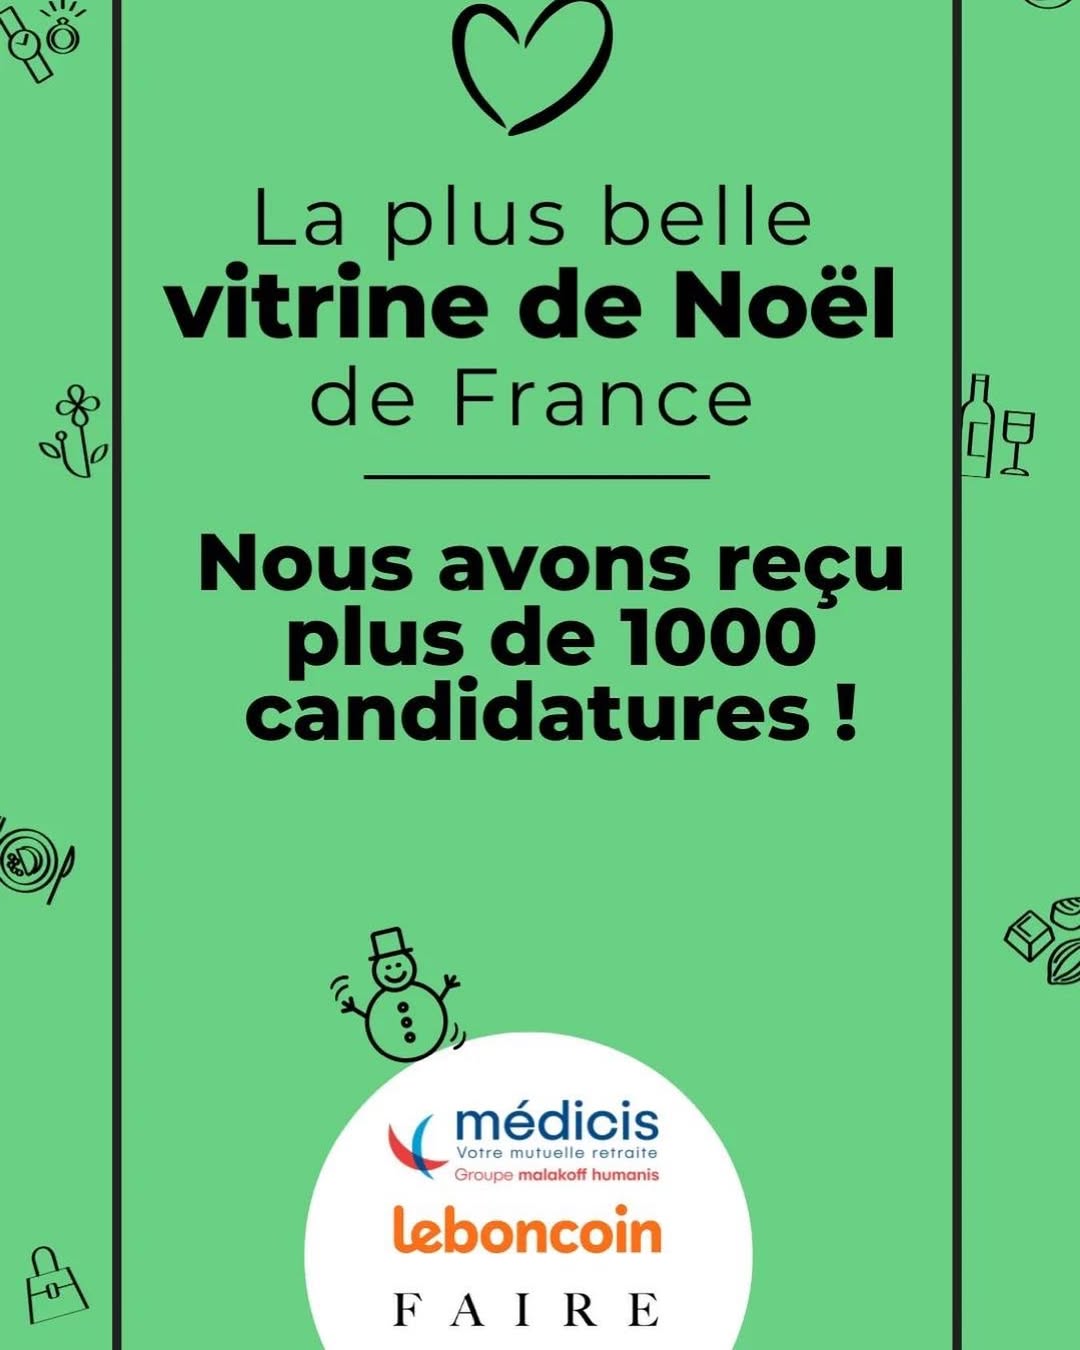 La plus belle
vitrine de Noël
de France
Nous avons reçu
plus de 1000
candidatures !
médicis
Votre mutuelle retraite
Groupe malakoff humanis
leboncoin
FAIRE